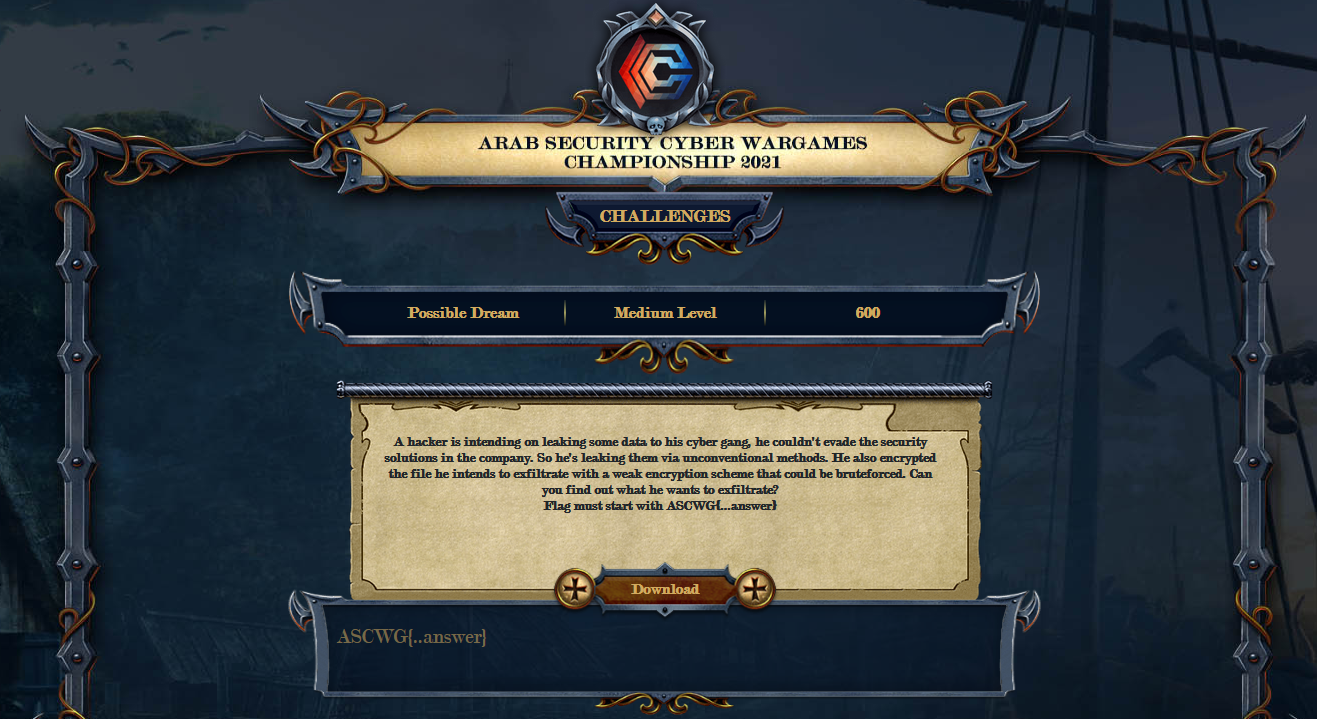 ARAB SECURITY CYBER WARGAMES
CHAMPIONSHIP 2021
CHALLENGES
Possible Dream
Medium Level
600
A hacker is intending on leaking some data to his cyber gang, he couldn't evade the security
solutions in the company. So he's leaking them via unconventional methods. He also encrypted
the file he intends to exfiltrate with a weak encryption scheme that could be bruteforced. Can
you find out what he wants to exfiltrate?
Flag must start with ASCWG{...answer}
Download
ASCWG{..answer}